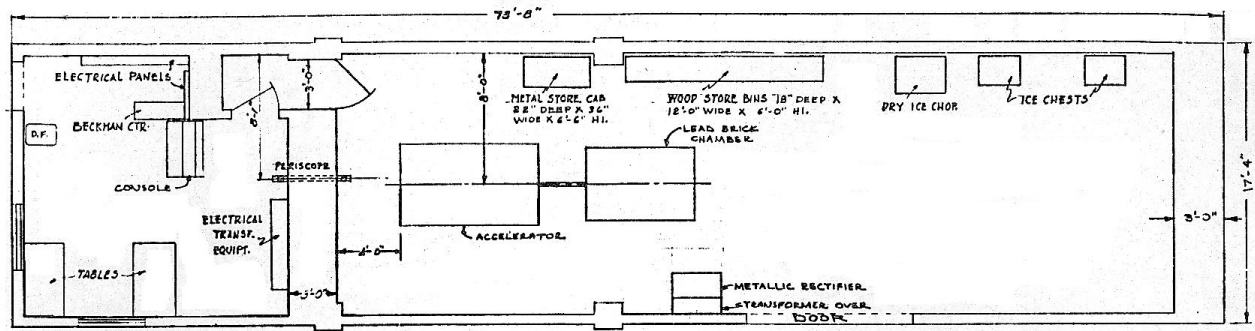 73'-8"
ELECTRICAL PANELS
BECKMAN CTR.
D.F.
CONSOLE
8'-0"
3'-0"
PERISCOPE
ELECTRICAL
TRANSF.
EQUIPT.
TABLES
3'-0"
4'-0"
8'-0"
METAL STORE CAB
22" DEEP X 36"
WIDE X 6'-6" HI.
WOOD STORE BINS 18" DEEP X
12'-0" WIDE X 6'-0" HI.
LEAD BRICK
CHAMBER
ACCELERATOR
DRY ICE CHOP.
ICE CHESTS
METALLIC RECTIFIER
TRANSFORMER OVER
DOOR
3'-0"
17'-4"